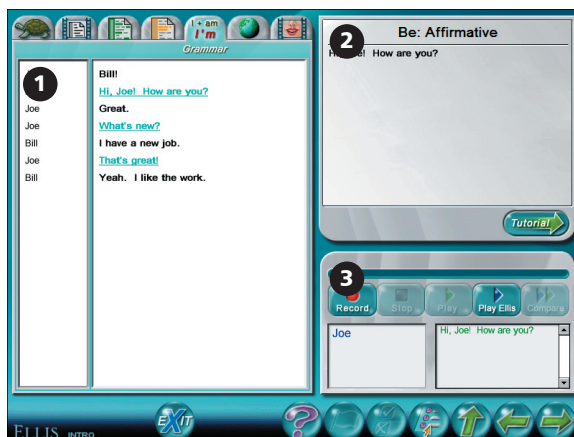 I + am
I'm
Grammar
1
Bill!
Hi, Joe! How are you?
Joe Great.
Joe What's new?
Bill I have a new job.
Joe That's great!
Bill Yeah. I like the work.
2
Be: Affirmative
How are you?
Tutorial
3
Record Stop Play Play Ellis Compare
Joe
Hi, Joe! How are you?
ELLIS INTRO
EXIT
?